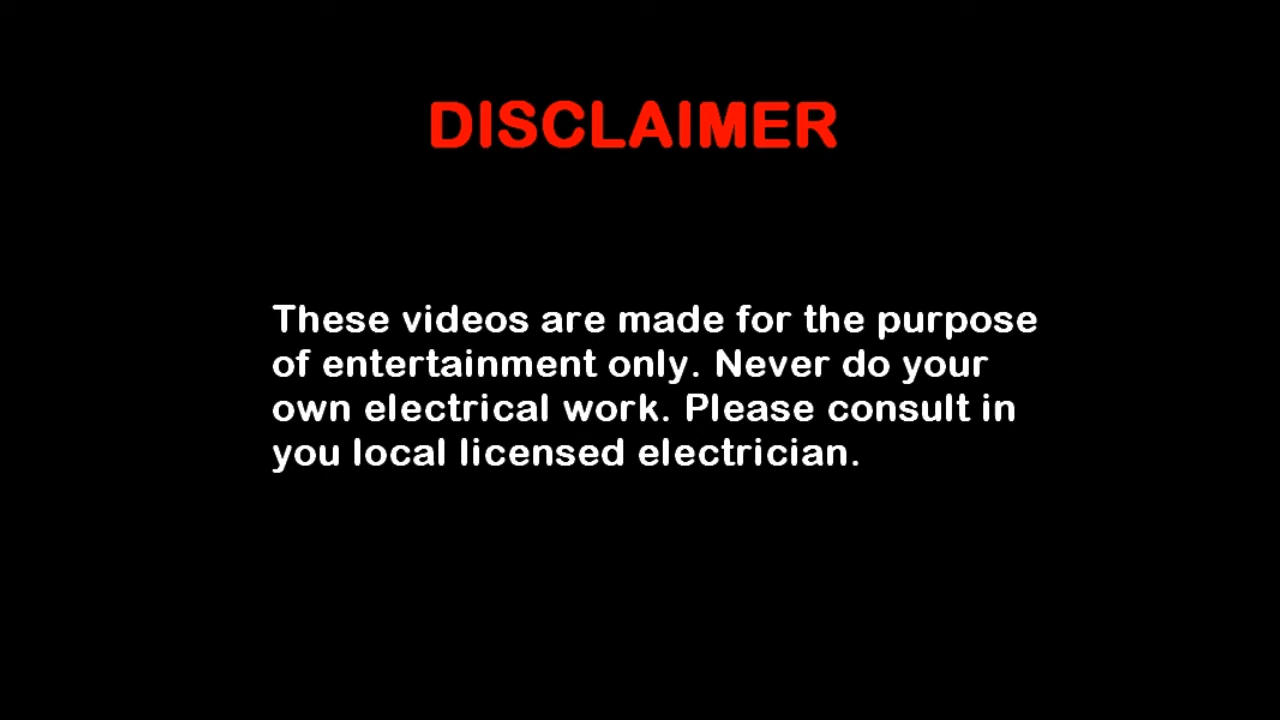 DISCLAIMER
These videos are made for the purpose
of entertainment only. Never do your
own electrical work. Please consult in
you local licensed electrician.